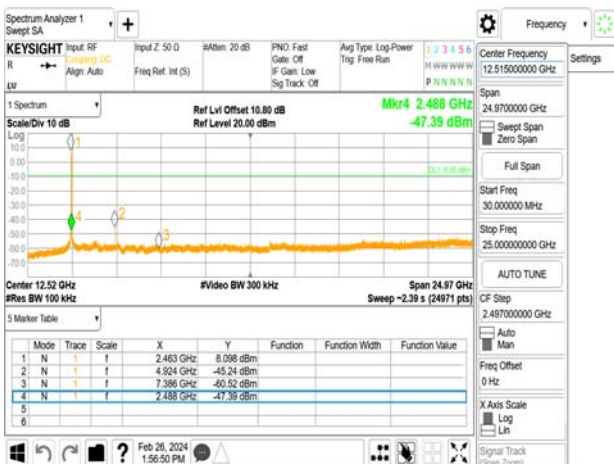 Spectrum Analyzer 1
Swept SA
+
Frequency
KEYSIGHT Input: RF Input Z: 50 Ω #Atten: 20 dB PNO: Fast Avg Type: Log-Power 1 2 3 4 5 6
R Coupling: DC Gate: Off Trig: Free Run M W W W W W
Align: Auto Freq Ref: Int (S) IF Gain: Low
Sig Track: Off P N N N N N
Center Frequency
12.515000000 GHz
Settings
Span
24.9700000 GHz
Swept Span
Zero Span
Full Span
Start Freq
30.000000 MHz
Stop Freq
25.000000000 GHz
AUTO TUNE
CF Step
2.497000000 GHz
Auto
Man
Freq Offset
0 Hz
X Axis Scale
Log
Lin
Signal Track
(Span Zoom)
1 Spectrum
Ref Lvl Offset 10.80 dB Mkr4 2.488 GHz
Scale/Div 10 dB Ref Level 20.00 dBm -47.39 dBm
Log
10.0
0.00
-10.0
-20.0
-30.0
-40.0
-50.0
-60.0
-70.0
1
2
3
4
Center 12.52 GHz #Video BW 300 kHz Span 24.97 GHz
#Res BW 100 kHz Sweep ~2.39 s (24971 pts)
5 Marker Table
Mode Trace Scale X Y Function Function Width Function Value
1 N 1 f 2.463 GHz 8.098 dBm
2 N 1 f 4.924 GHz -45.24 dBm
3 N 1 f 7.386 GHz -60.52 dBm
4 N 1 f 2.488 GHz -47.39 dBm
5
6
?
Feb 26, 2024
1:56:50 PM